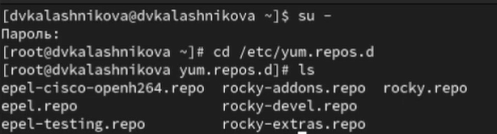 [dvkalashnikova@dvkalashnikova ~]$ su -
Пароль:
[root@dvkalashnikova ~]# cd /etc/yum.repos.d
[root@dvkalashnikova yum.repos.d]# ls
epel-cisco-openh264.repo  rocky-addons.repo  rocky.repo
epel.repo                 rocky-devel.repo
epel-testing.repo         rocky-extras.repo